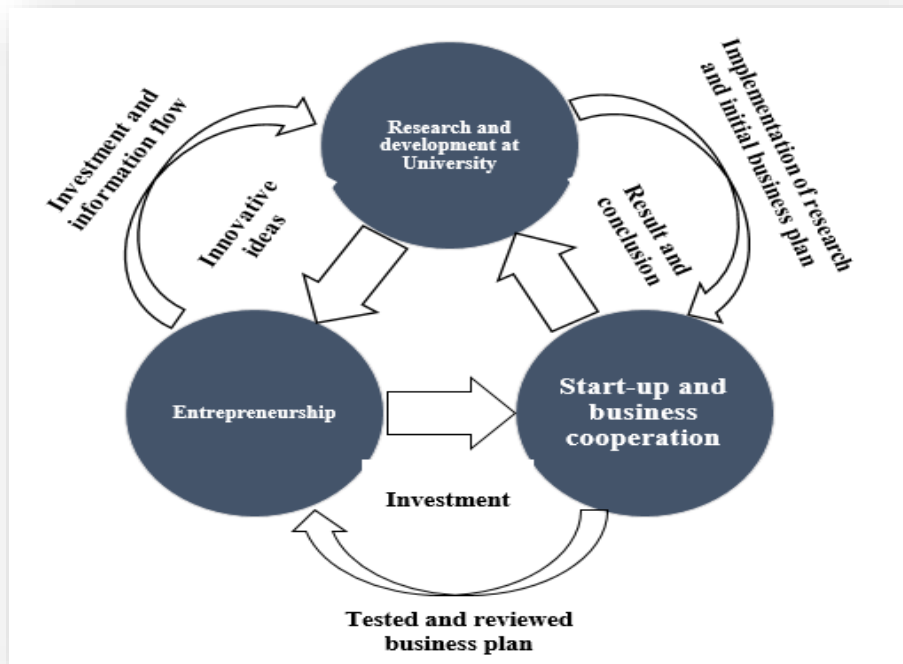 Research and
development at
University
Investment and
information flow
Innovative
ideas
Implementation of research
and initial business plan
Result and
conclusion
Entrepreneurship
Start-up and
business
cooperation
Investment
Tested and reviewed
business plan